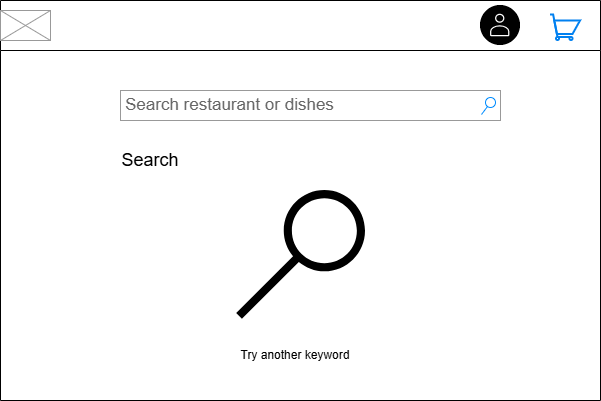 Search restaurant or dishes
Search
Try another keyword